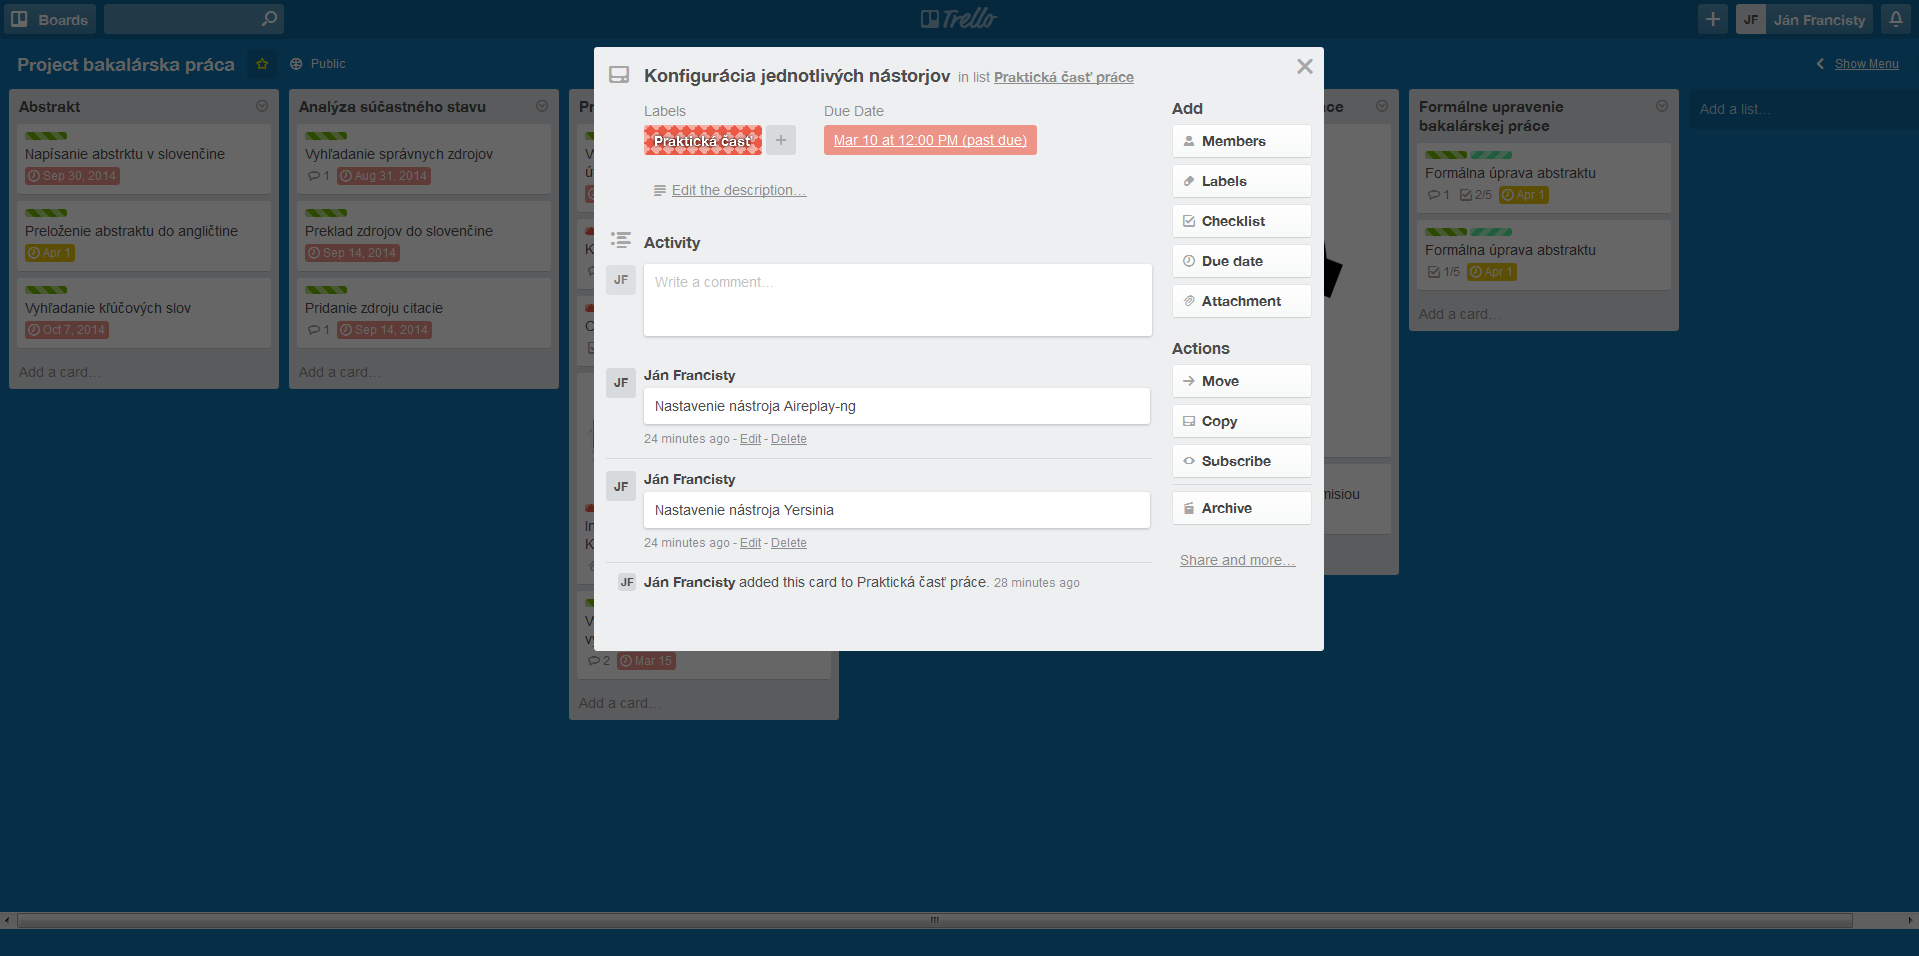 Boards
Trello
JF Ján Francisty
Project bakalárska práca
Public
Show Menu
Abstrakt
Napísanie abstrktu v slovenčine
Sep 30, 2014
Preloženie abstraktu do angličtine
Apr 1
Vyhľadanie kľúčových slov
Oct 7, 2014
Add a card…
Analýza súčastného stavu
Vyhľadanie správnych zdrojov
1 Aug 31, 2014
Preklad zdrojov do slovenčine
Sep 14, 2014
Pridanie zdroju citacie
1 Sep 14, 2014
Add a card…
2 Mar 15
Add a card…
Konfigurácia jednotlivých nástorjov in list Praktická časť práce
Labels
Due Date
Praktická časť
+
Mar 10 at 12:00 PM (past due)
Edit the description…
Activity
JF
Write a comment…
JF
Ján Francisty
Nastavenie nástroja Aireplay-ng
24 minutes ago - Edit - Delete
JF
Ján Francisty
Nastavenie nástroja Yersinia
24 minutes ago - Edit - Delete
JF Ján Francisty added this card to Praktická časť práce. 28 minutes ago
Add
Members
Labels
Checklist
Due date
Attachment
Actions
Move
Copy
Subscribe
Archive
Share and more…
Formálne upravenie
bakalárskej práce
Formálna úprava abstraktu
1 2/5 Apr 1
Formálna úprava abstraktu
1/5 Apr 1
Add a card…
Add a list…